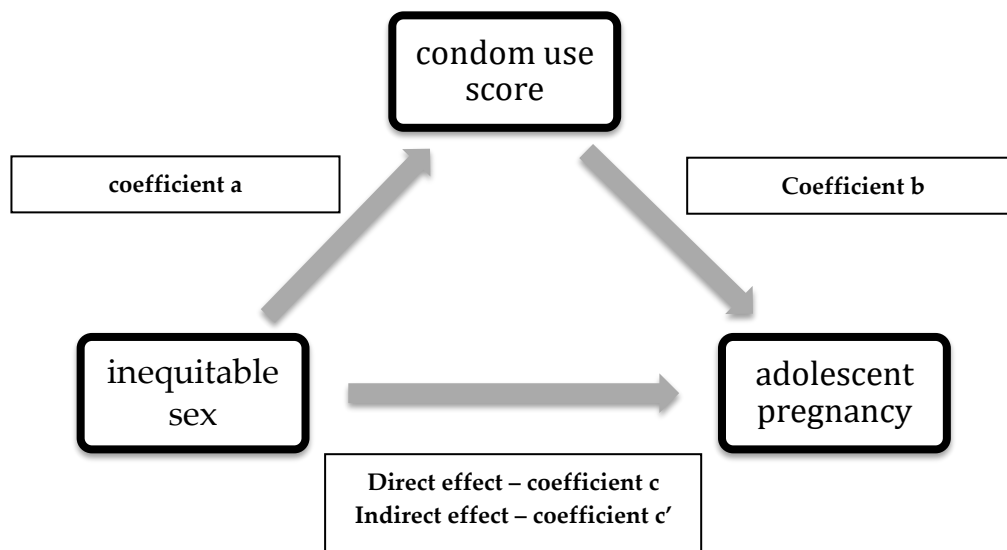 condom use
score
coefficient a
Coefficient b
inequitable
sex
adolescent
pregnancy
Direct effect – coefficient c
Indirect effect – coefficient c’